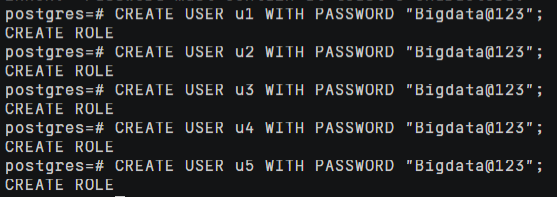 postgres=# CREATE USER u1 WITH PASSWORD "Bigdata@123";
CREATE ROLE
postgres=# CREATE USER u2 WITH PASSWORD "Bigdata@123";
CREATE ROLE
postgres=# CREATE USER u3 WITH PASSWORD "Bigdata@123";
CREATE ROLE
postgres=# CREATE USER u4 WITH PASSWORD "Bigdata@123";
CREATE ROLE
postgres=# CREATE USER u5 WITH PASSWORD "Bigdata@123";
CREATE ROLE